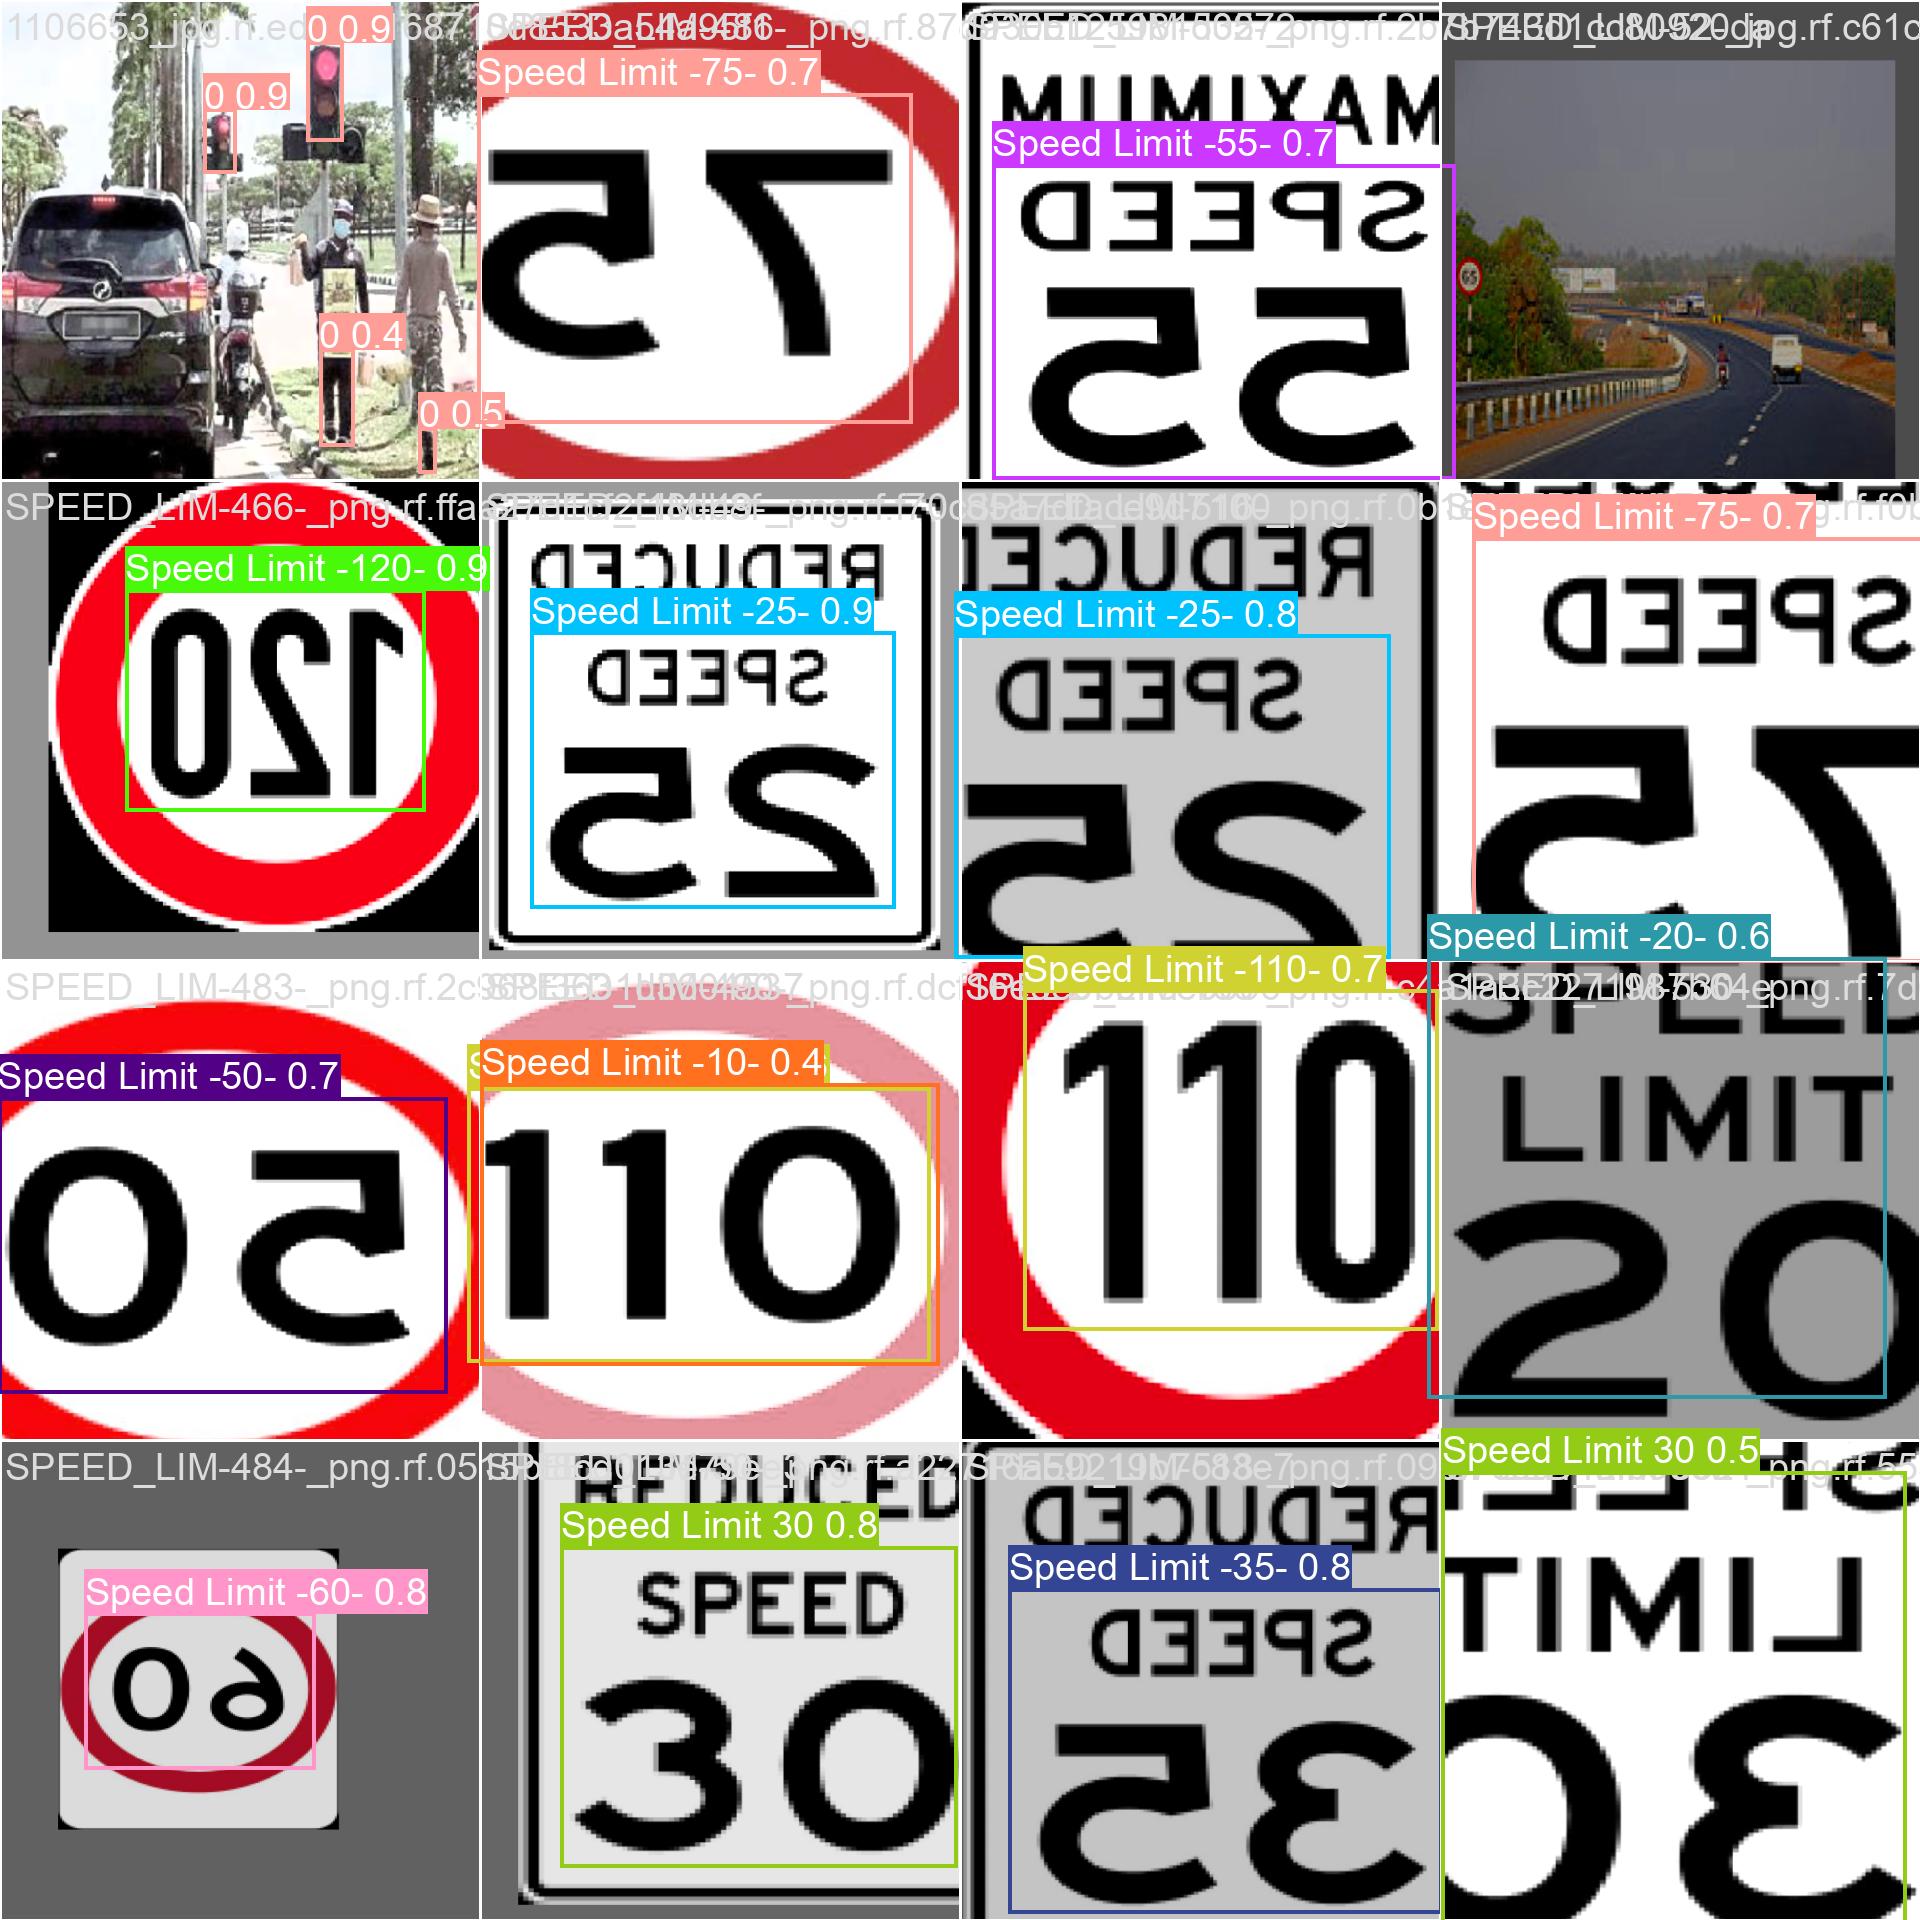 0 0.9
0 0.9
0 0.4
0 0.5
Speed Limit -75- 0.7
75
MAXIMUM
Speed Limit -55- 0.7
SPEED
55
SPEED_LIM-466-_png.rf.ffa
Speed Limit -120- 0.9
120
REDUCED
Speed Limit -25- 0.9
SPEED
25
REDUCED
Speed Limit -25- 0.8
SPEED
25
Speed Limit -75- 0.7
SPEED
75
SPEED_LIM-483-_png.rf.2c
Speed Limit -50- 0.7
50
Speed Limit -10- 0.4
110
Speed Limit -110- 0.7
110
Speed Limit -20- 0.6
SPEED
LIMIT
20
SPEED_LIM-484-_png.rf.05
Speed Limit -60- 0.8
60
REDUCED
Speed Limit 30 0.8
SPEED
30
REDUCED
Speed Limit -35- 0.8
SPEED
35
Speed Limit 30 0.5
LIMIT
30